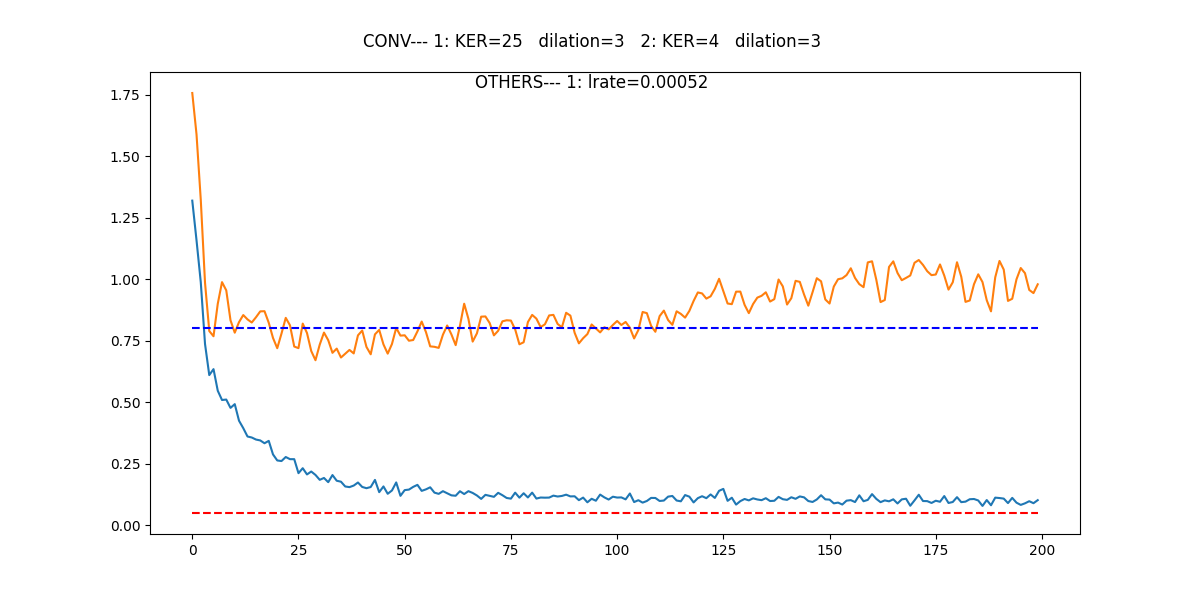 CONV--- 1: KER=25   dilation=3   2: KER=4   dilation=3
OTHERS--- 1: lrate=0.00052
1.75
1.50
1.25
1.00
0.75
0.50
0.25
0.00
0 25 50 75 100 125 150 175 200